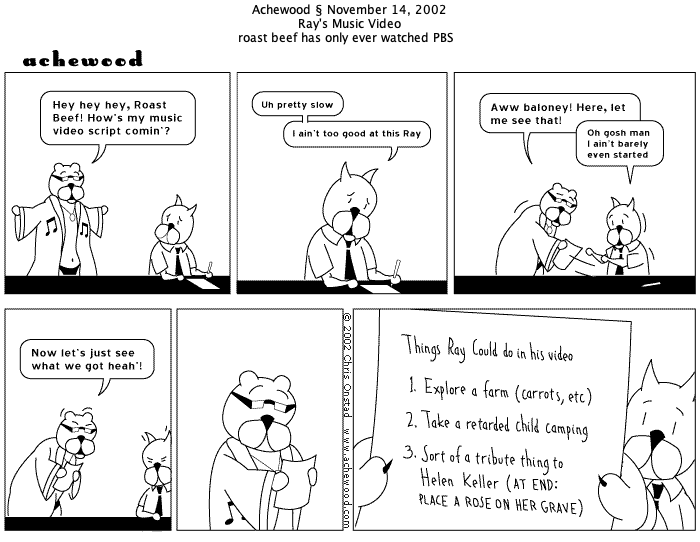 Achewood § November 14, 2002
Ray's Music Video
roast beef has only ever watched PBS
achewood
Hey hey hey, Roast
Beef! How's my music
video script comin'?
Uh pretty slow
I ain't too good at this Ray
Aww baloney! Here, let
me see that!
Oh gosh man
I ain't barely
even started
Now let's just see
what we got heah'!
© 2002 Chris Onstad www.achewood.com
Things Ray Could do in his video
1. Explore a farm (carrots, etc)
2. Take a retarded child camping
3. Sort of a tribute thing to
Helen Keller (AT END:
PLACE A ROSE ON HER GRAVE)